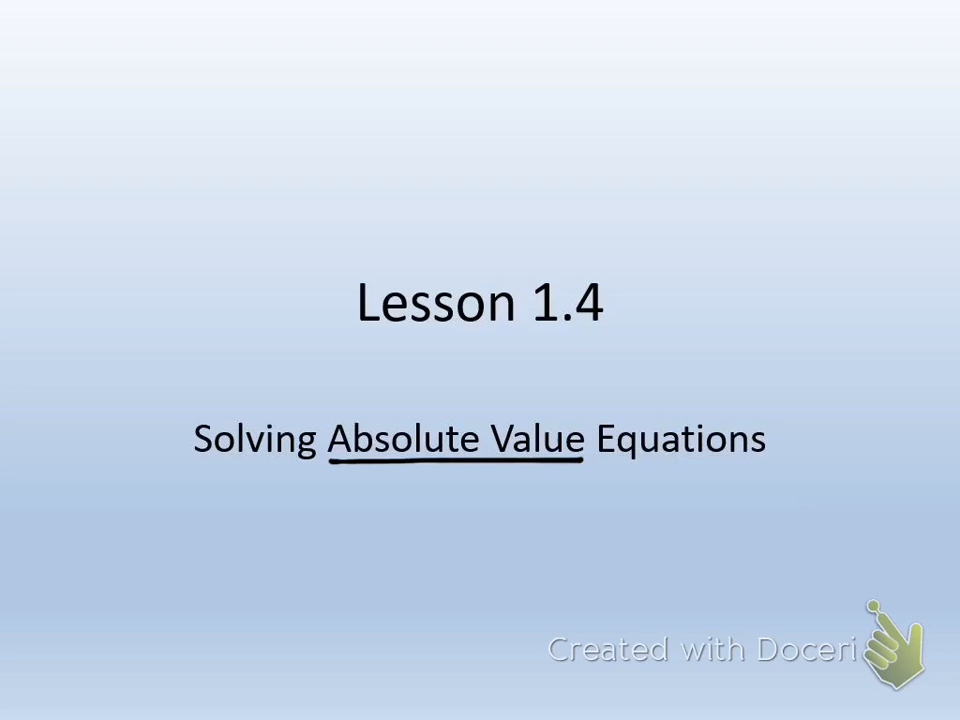 Lesson 1.4
Solving Absolute Value Equations
Created with Doceri